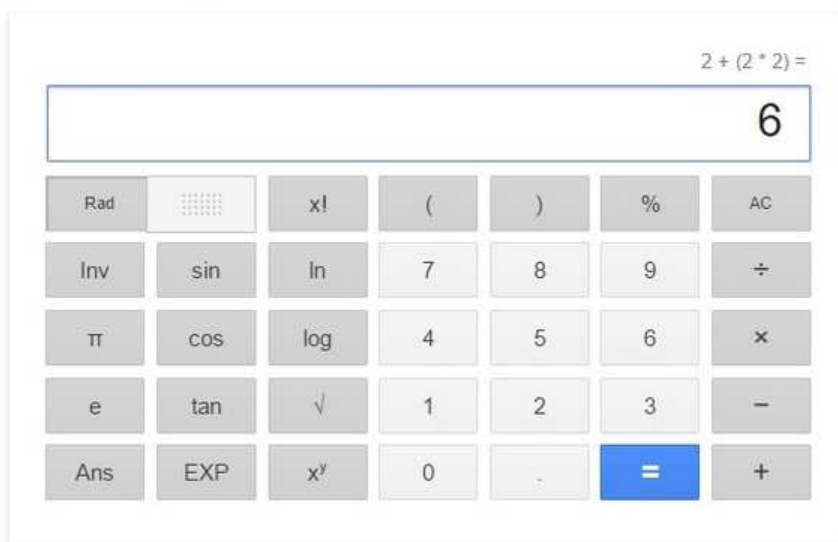 2 + (2 * 2) =
6
Rad x! ( ) % AC
Inv sin ln 7 8 9 ÷
π cos log 4 5 6 ×
e tan √ 1 2 3 −
Ans EXP xʸ 0 . = +